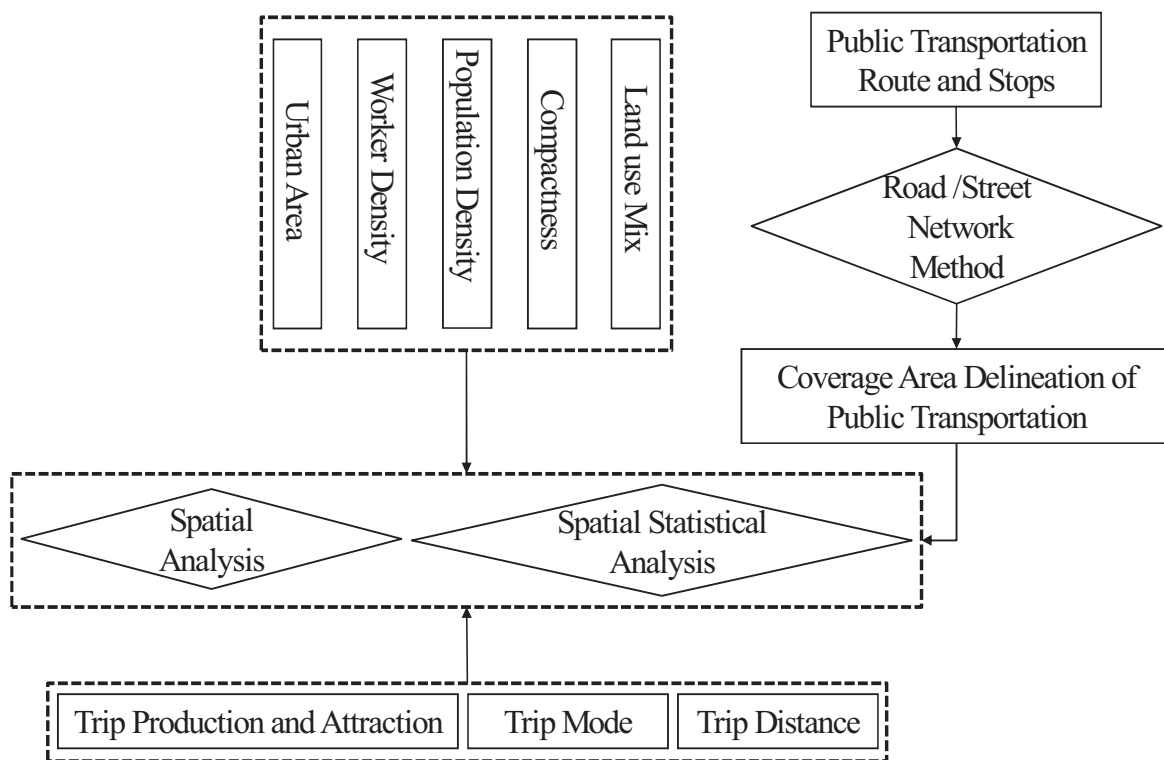 Urban Area
Worker Density
Population Density
Compactness
Land use Mix
Public Transportation
Route and Stops
Road /Street
Network
Method
Coverage Area Delineation of
Public Transportation
Spatial
Analysis
Spatial Statistical
Analysis
Trip Production and Attraction
Trip Mode
Trip Distance